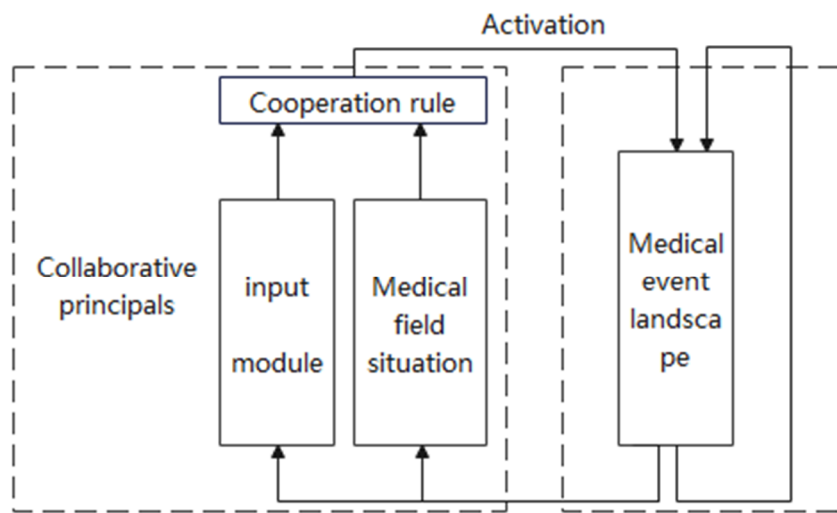 Activation
Cooperation rule
Collaborative
principals
input
module
Medical
field
situation
Medical
event
landsca
pe